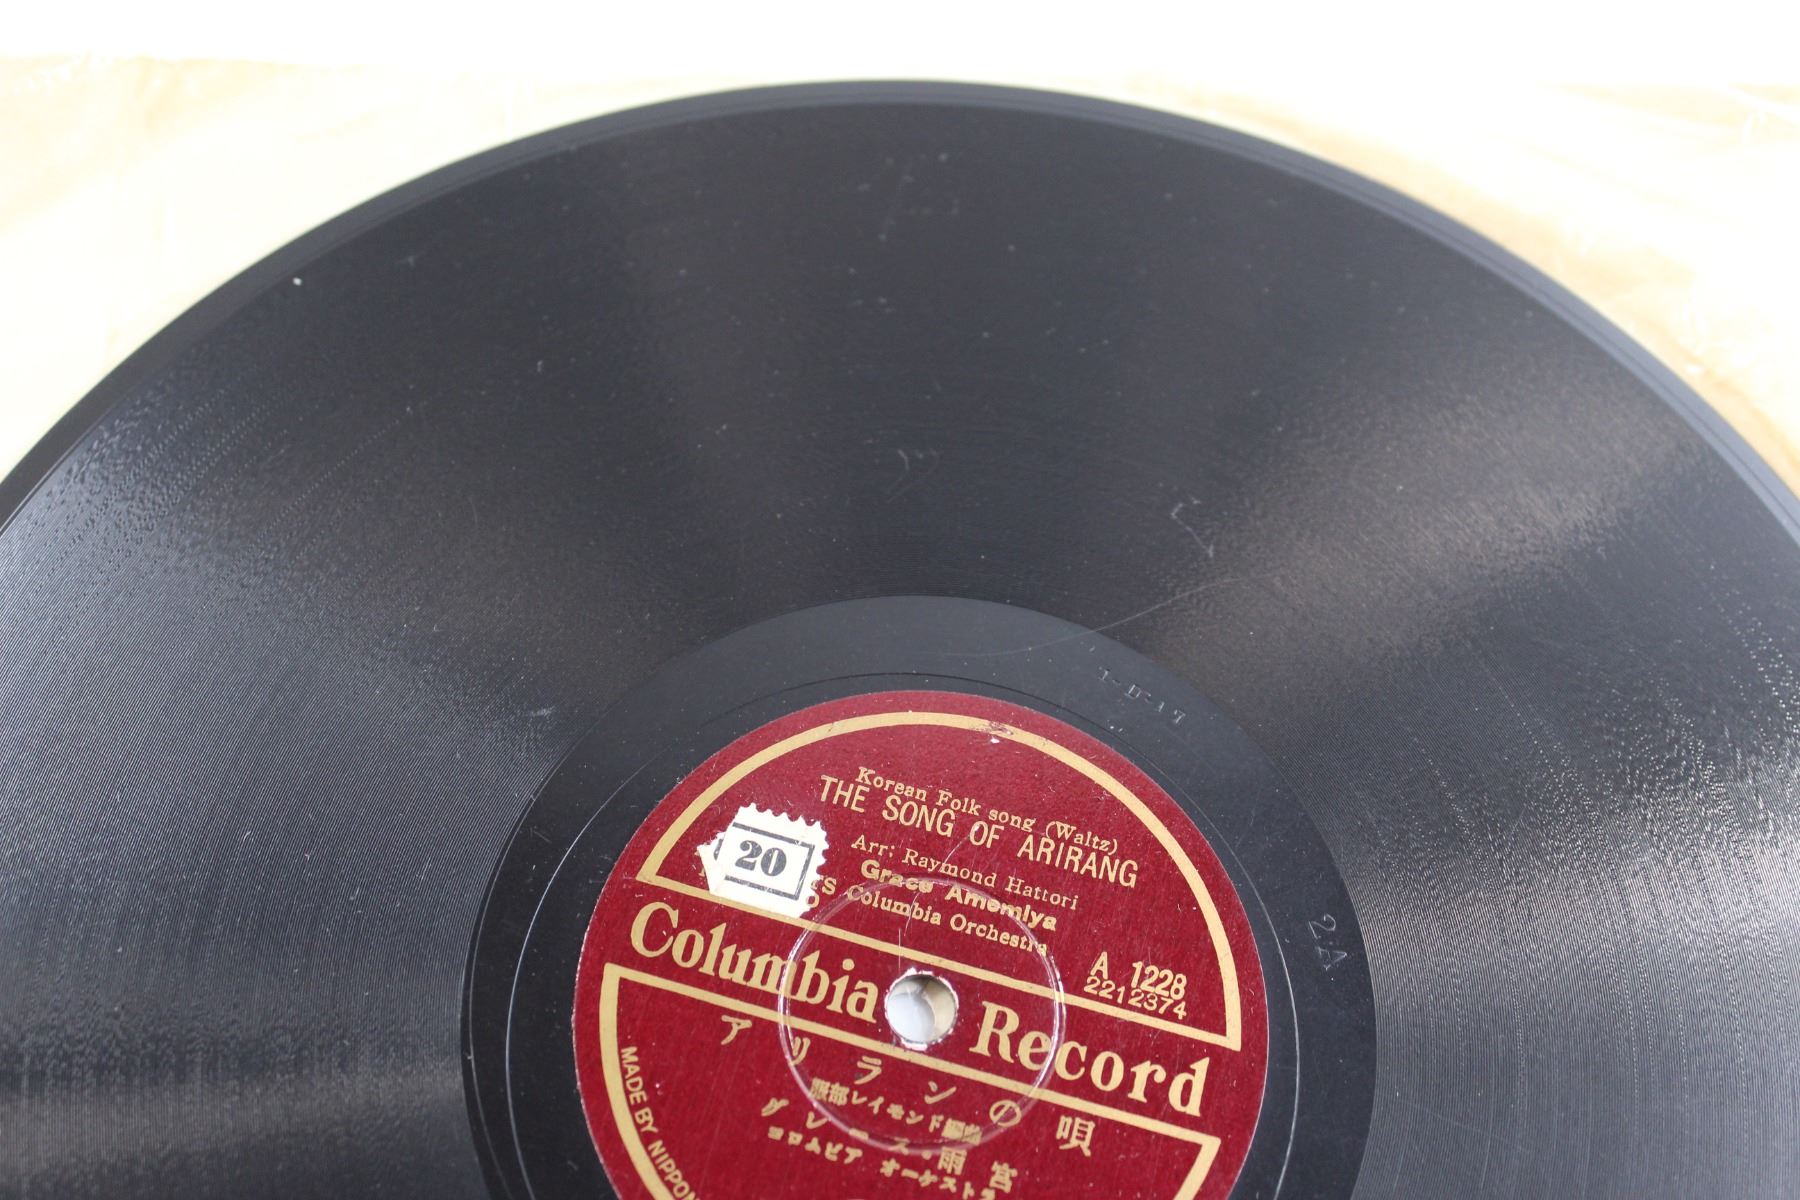 Korean Folk song (Waltz)
THE SONG OF ARIRANG
Arr: Raymond Hattori
Grace Amemiya
Columbia Orchestra
20
A 1228
2212374
Columbia Record
アリランの唄
服部レイモンド編
グレース・雨宮
コロムビア オーケストラ
MADE BY NIPPON
2A